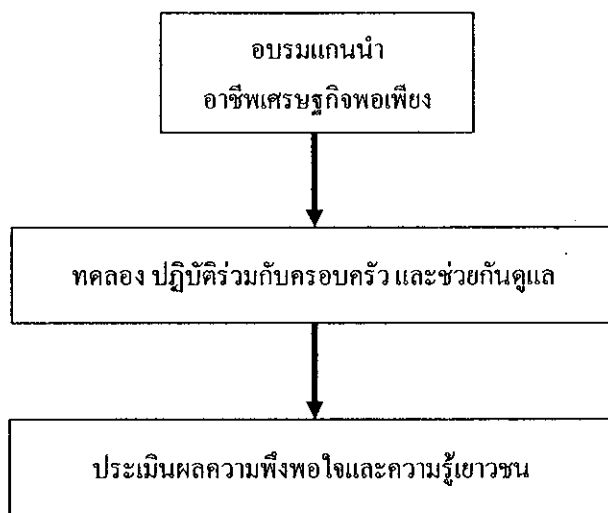 อบรมแกนนำ
อาชีพเศรษฐกิจพอเพียง
ทดลอง ปฏิบัติร่วมกับครอบครัว และช่วยกันดูแล
ประเมินผลความพึงพอใจและความรู้เยาวชน